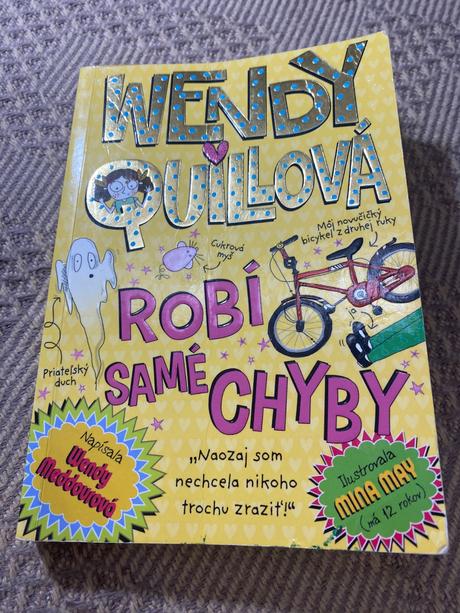 WENDY
QUILLOVÁ
Môj novučičký
bicykel z druhej ruky
Cukrová
myš
ROBÍ
Priateľský
duch
SAMÉ
CHYBY
Napísala
Wendy
Meddourová
„Naozaj som
nechcela nikoho
trochu zraziť!“
Ilustrovala
MINA MAY
(má 12 rokov)